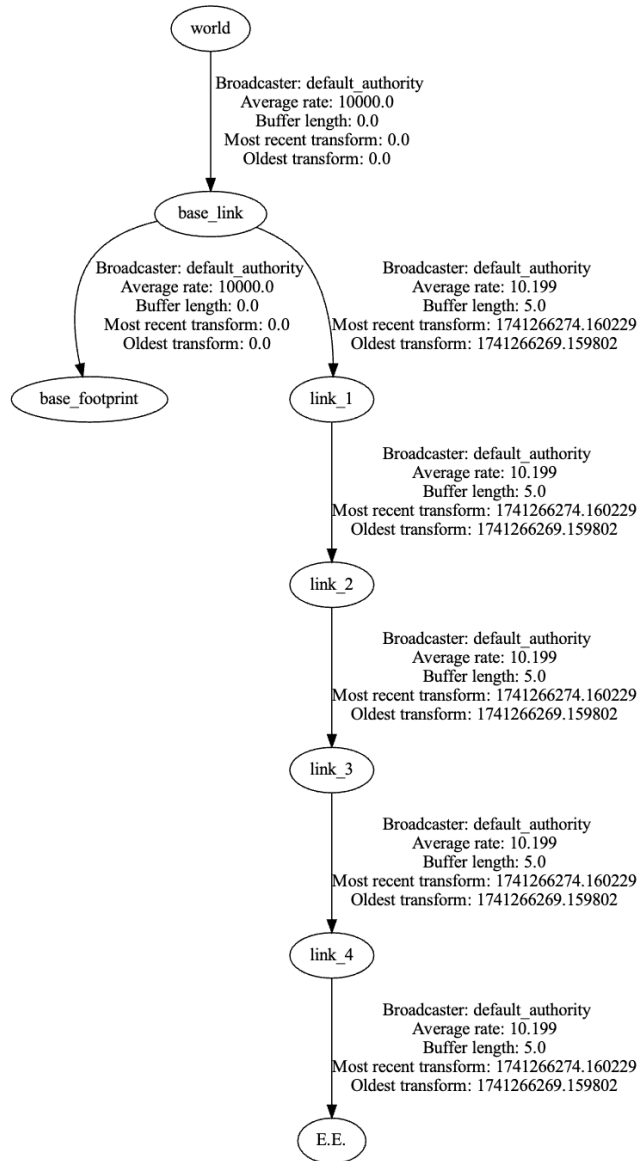 world
Broadcaster: default_authority
Average rate: 10000.0
Buffer length: 0.0
Most recent transform: 0.0
Oldest transform: 0.0
base_link
Broadcaster: default_authority
Average rate: 10000.0
Buffer length: 0.0
Most recent transform: 0.0
Oldest transform: 0.0
Broadcaster: default_authority
Average rate: 10.199
Buffer length: 5.0
Most recent transform: 1741266274.160229
Oldest transform: 1741266269.159802
base_footprint
link_1
Broadcaster: default_authority
Average rate: 10.199
Buffer length: 5.0
Most recent transform: 1741266274.160229
Oldest transform: 1741266269.159802
link_2
Broadcaster: default_authority
Average rate: 10.199
Buffer length: 5.0
Most recent transform: 1741266274.160229
Oldest transform: 1741266269.159802
link_3
Broadcaster: default_authority
Average rate: 10.199
Buffer length: 5.0
Most recent transform: 1741266274.160229
Oldest transform: 1741266269.159802
link_4
Broadcaster: default_authority
Average rate: 10.199
Buffer length: 5.0
Most recent transform: 1741266274.160229
Oldest transform: 1741266269.159802
E.E.